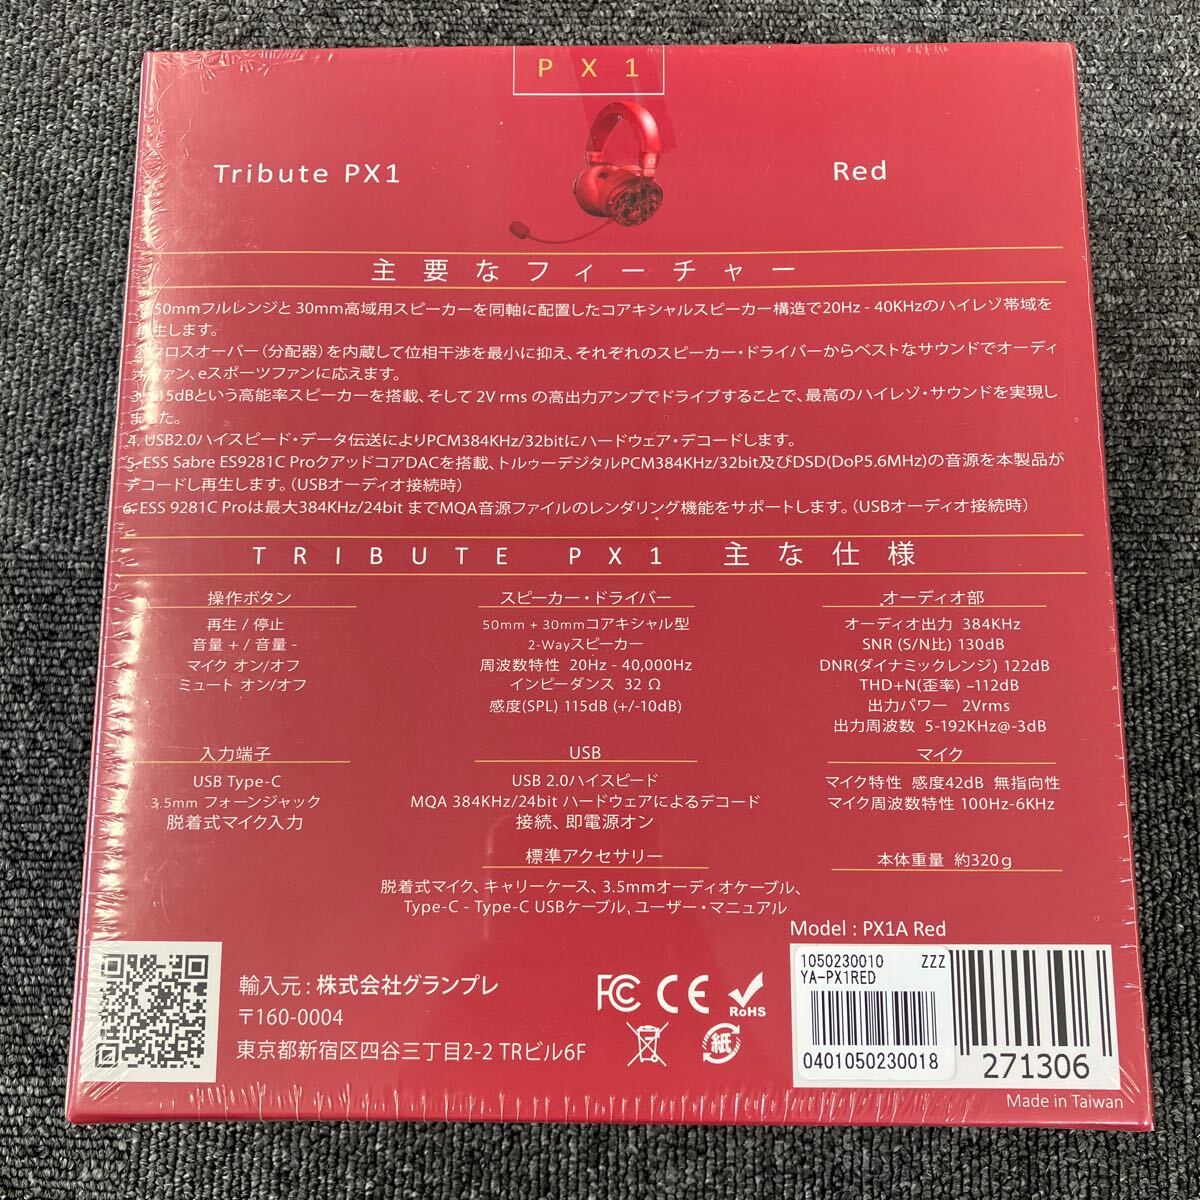 PX1
Tribute PX1
Red
主要なフィーチャー
50mmフルレンジと30mm高域用スピーカーを同軸に配置したコアキシャルスピーカー構造で20Hz - 40KHzのハイレゾ帯域を
生します。
2. クロスオーバー（分配器）を内蔵して位相干渉を最小に抑え、それぞれのスピーカー・ドライバーからベストなサウンドでオーディ
ファン、eスポーツファンに応えます。
3. 115dBという高能率スピーカーを搭載、そして 2V rms の高出力アンプでドライブすることで、最高のハイレゾ・サウンドを実現し
ました。
4. USB2.0ハイスピード・データ伝送によりPCM384KHz/32bitにハードウェア・デコードします。
5. ESS Sabre ES9281C ProクアッドコアDACを搭載、トルゥーデジタルPCM384KHz/32bit及びDSD(DoP5.6MHz)の音源を本製品が
デコードし再生します。（USBオーディオ接続時）
6. ESS 9281C Proは最大384KHz/24bit までMQA音源ファイルのレンダリング機能をサポートします。（USBオーディオ接続時）
TRIBUTE PX1 主な仕様
操作ボタン
再生 / 停止
音量 + / 音量 -
マイク オン/オフ
ミュート オン/オフ
スピーカー・ドライバー
50mm + 30mmコアキシャル型
2-Wayスピーカー
周波数特性 20Hz - 40,000Hz
インピーダンス 32 Ω
感度(SPL) 115dB (+/-10dB)
オーディオ部
オーディオ出力 384KHz
SNR (S/N比) 130dB
DNR(ダイナミックレンジ) 122dB
THD+N(歪率) –112dB
出力パワー 2Vrms
出力周波数 5-192KHz@-3dB
入力端子
USB Type-C
3.5mm フォーンジャック
脱着式マイク入力
USB
USB 2.0ハイスピード
MQA 384KHz/24bit ハードウェアによるデコード
接続、即電源オン
マイク
マイク特性 感度42dB 無指向性
マイク周波数特性 100Hz-6KHz
標準アクセサリー
脱着式マイク、キャリーケース、3.5mmオーディオケーブル、
Type-C - Type-C USBケーブル、ユーザー・マニュアル
本体重量 約320g
Model : PX1A Red
輸入元 : 株式会社グランプレ
〒160-0004
東京都新宿区四谷三丁目2-2 TRビル6F
FC CE RoHS
紙
1050230010 ZZZ
YA-PX1RED
0401050230018
271306
Made in Taiwan